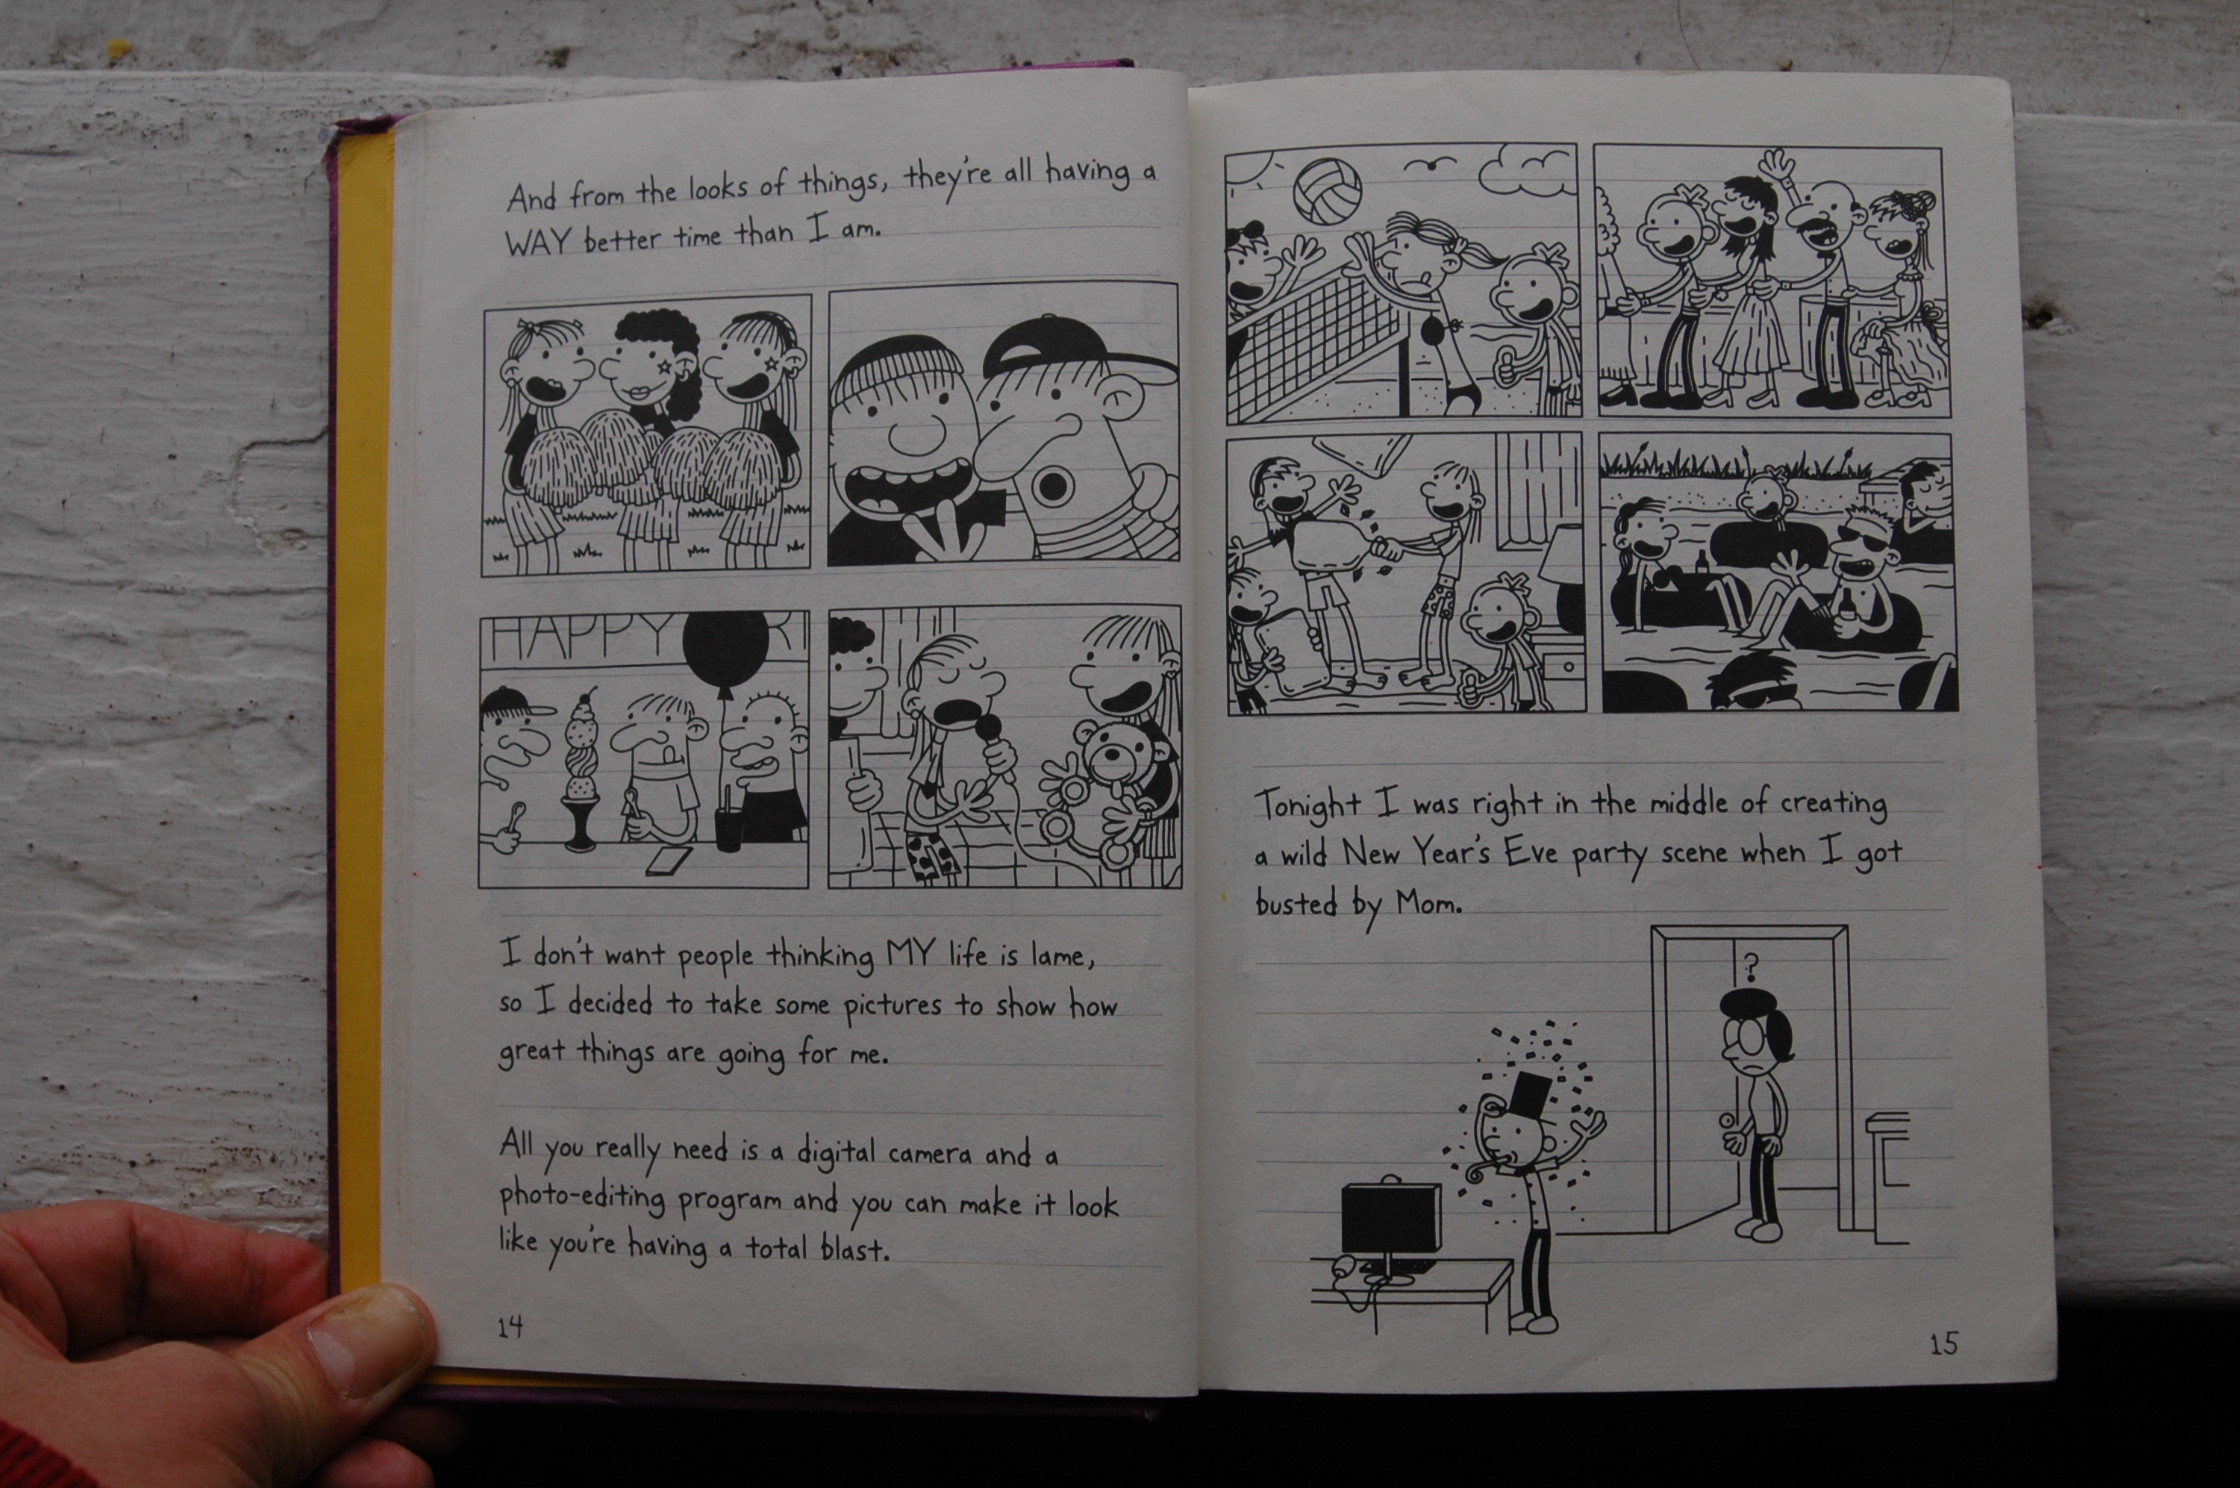 And from the looks of things, they're all having a
WAY better time than I am.
HAPPY
I don't want people thinking MY life is lame,
so I decided to take some pictures to show how
great things are going for me.
All you really need is a digital camera and a
photo-editing program and you can make it look
like you're having a total blast.
14
Tonight I was right in the middle of creating
a wild New Year's Eve party scene when I got
busted by Mom.
?
15